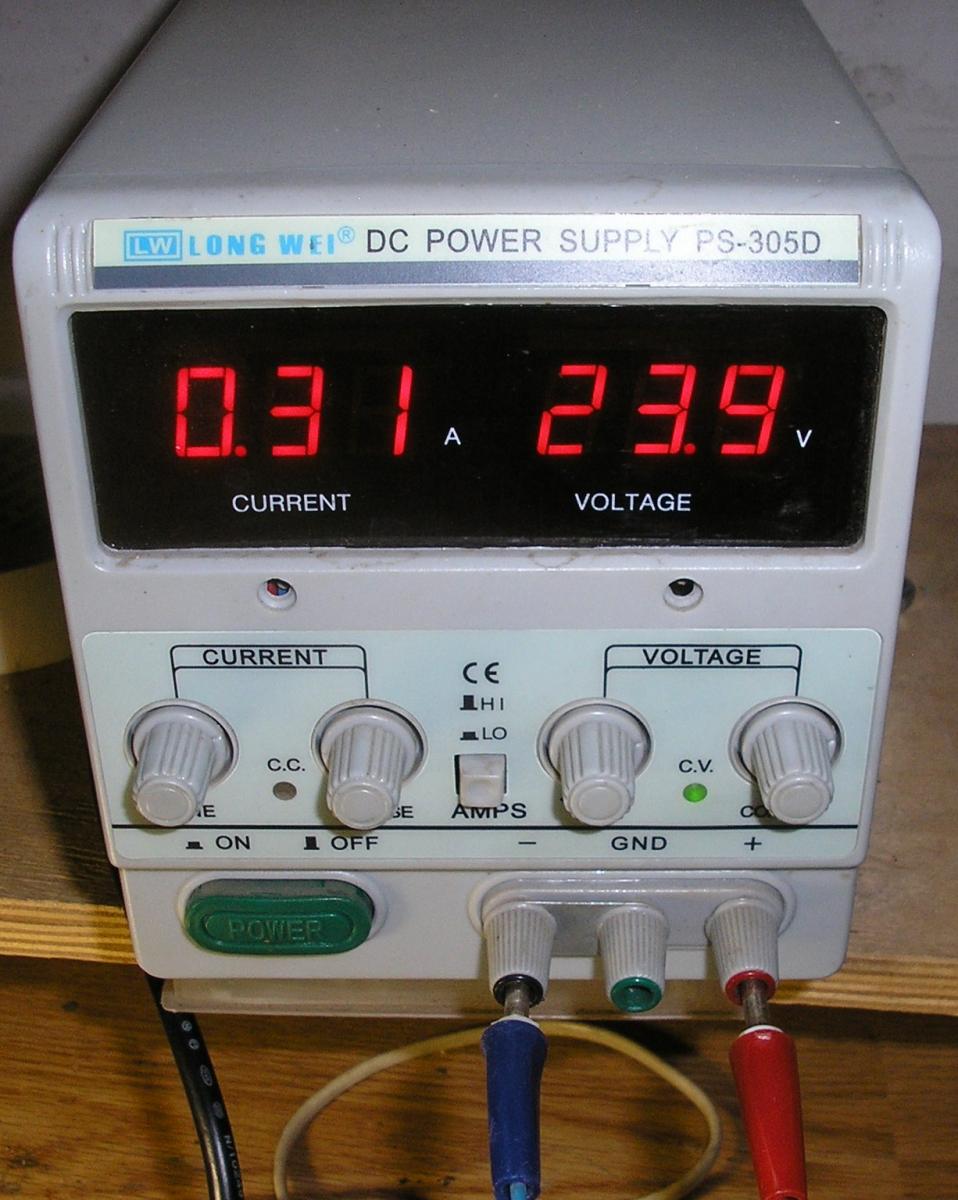 LW LONG WEI® DC POWER SUPPLY PS-305D
0.31 A 23.9 V
CURRENT VOLTAGE
CURRENT CE VOLTAGE
HI
LO
C.C. C.V.
AMPS
ON OFF - GND +
POWER